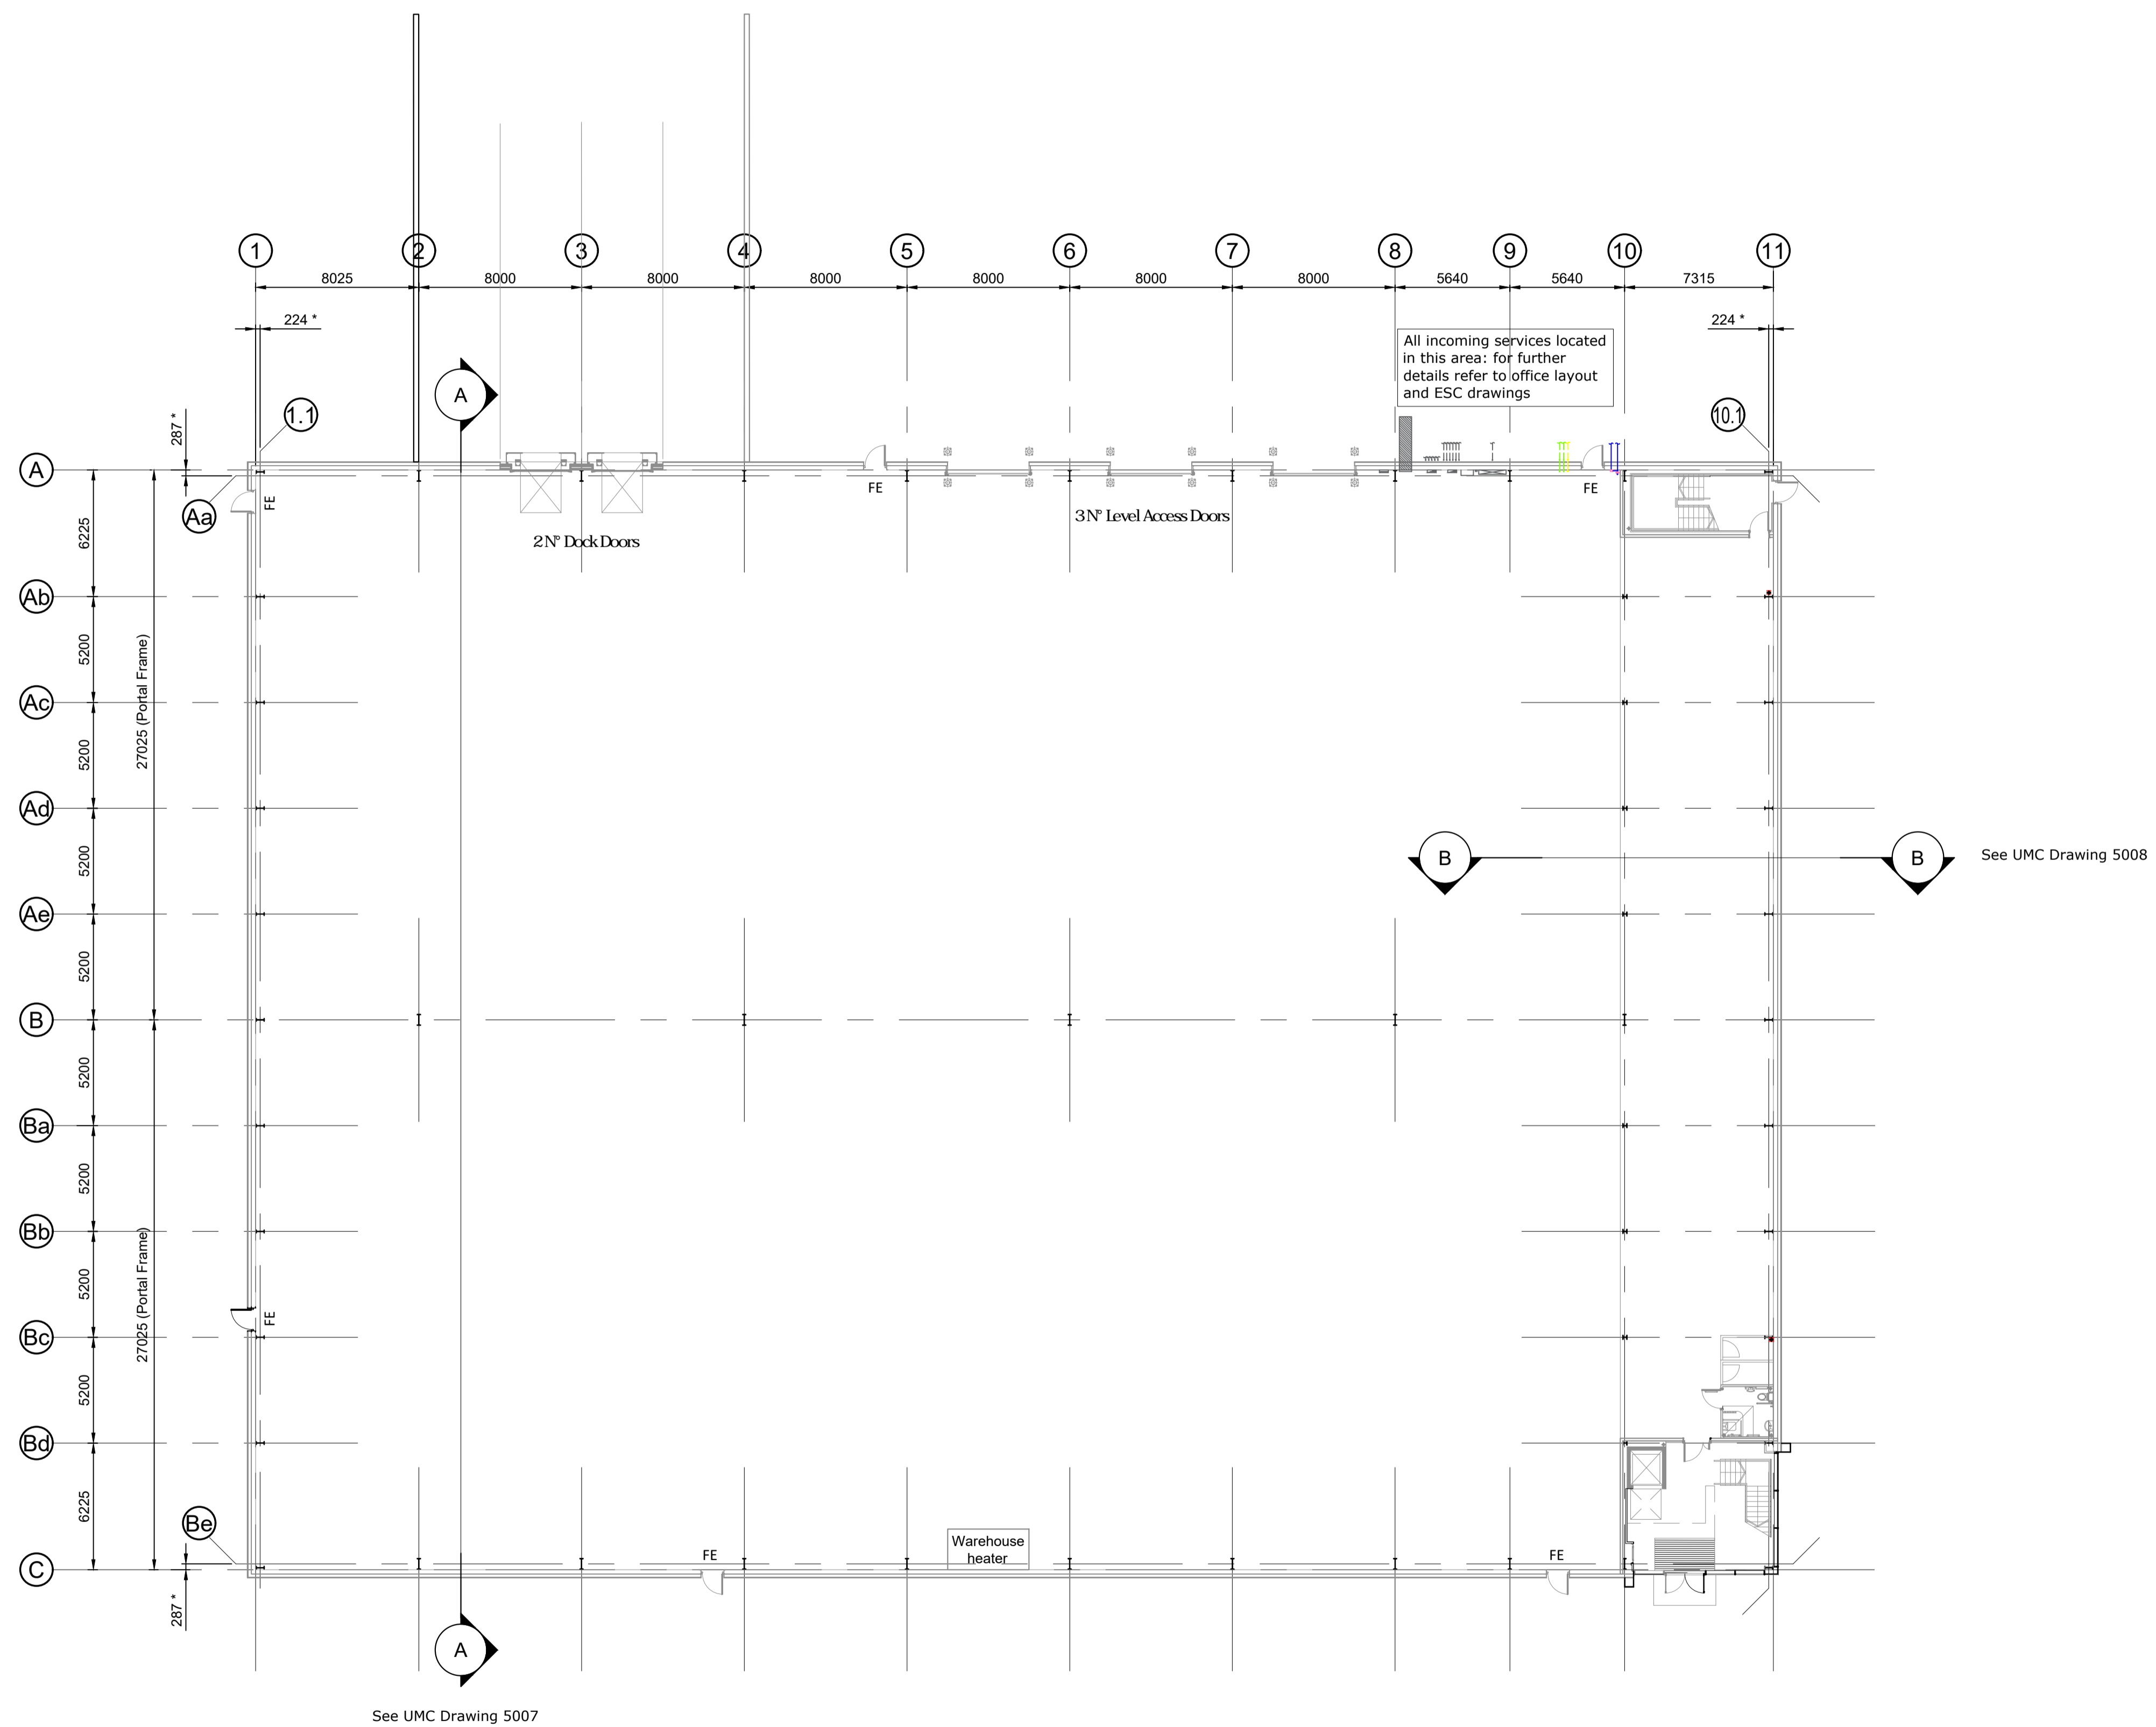 1
2
3
4
5
6
7
8
9
10
11
8025
8000
8000
8000
8000
8000
8000
5640
5640
7315
224 *
224 *
All incoming services located
in this area: for further
details refer to office layout
and ESC drawings
A
1.1
10.1
287 *
A
Aa
FE
FE
FE
2 N° Dock Doors
3 N° Level Access Doors
6225
Ab
5200
27025 (Portal Frame)
Ac
5200
Ad
5200
B
B
See UMC Drawing 5008
Ae
5200
B
5200
Ba
5200
Bb
5200
27025 (Portal Frame)
FE
Bc
5200
Bd
6225
Be
Warehouse
heater
FE
FE
C
287 *
A
See UMC Drawing 5007